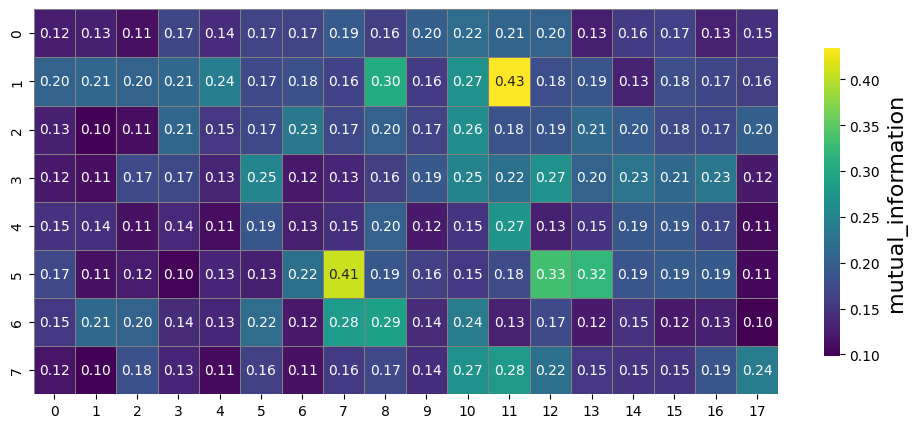 0 0.12 0.13 0.11 0.17 0.14 0.17 0.17 0.19 0.16 0.20 0.22 0.21 0.20 0.13 0.16 0.17 0.13 0.15
1 0.20 0.21 0.20 0.21 0.24 0.17 0.18 0.16 0.30 0.16 0.27 0.43 0.18 0.19 0.13 0.18 0.17 0.16
2 0.13 0.10 0.11 0.21 0.15 0.17 0.23 0.17 0.20 0.17 0.26 0.18 0.19 0.21 0.20 0.18 0.17 0.20
3 0.12 0.11 0.17 0.17 0.13 0.25 0.12 0.13 0.16 0.19 0.25 0.22 0.27 0.20 0.23 0.21 0.23 0.12
4 0.15 0.14 0.11 0.14 0.11 0.19 0.13 0.15 0.20 0.12 0.15 0.27 0.13 0.15 0.19 0.19 0.17 0.11
5 0.17 0.11 0.12 0.10 0.13 0.13 0.22 0.41 0.19 0.16 0.15 0.18 0.33 0.32 0.19 0.19 0.19 0.11
6 0.15 0.21 0.20 0.14 0.13 0.22 0.12 0.28 0.29 0.14 0.24 0.13 0.17 0.12 0.15 0.12 0.13 0.10
7 0.12 0.10 0.18 0.13 0.11 0.16 0.11 0.16 0.17 0.14 0.27 0.28 0.22 0.15 0.15 0.15 0.19 0.24
0 1 2 3 4 5 6 7 8 9 10 11 12 13 14 15 16 17
0.40
0.35
0.30
0.25
0.20
0.15
0.10
mutual_information